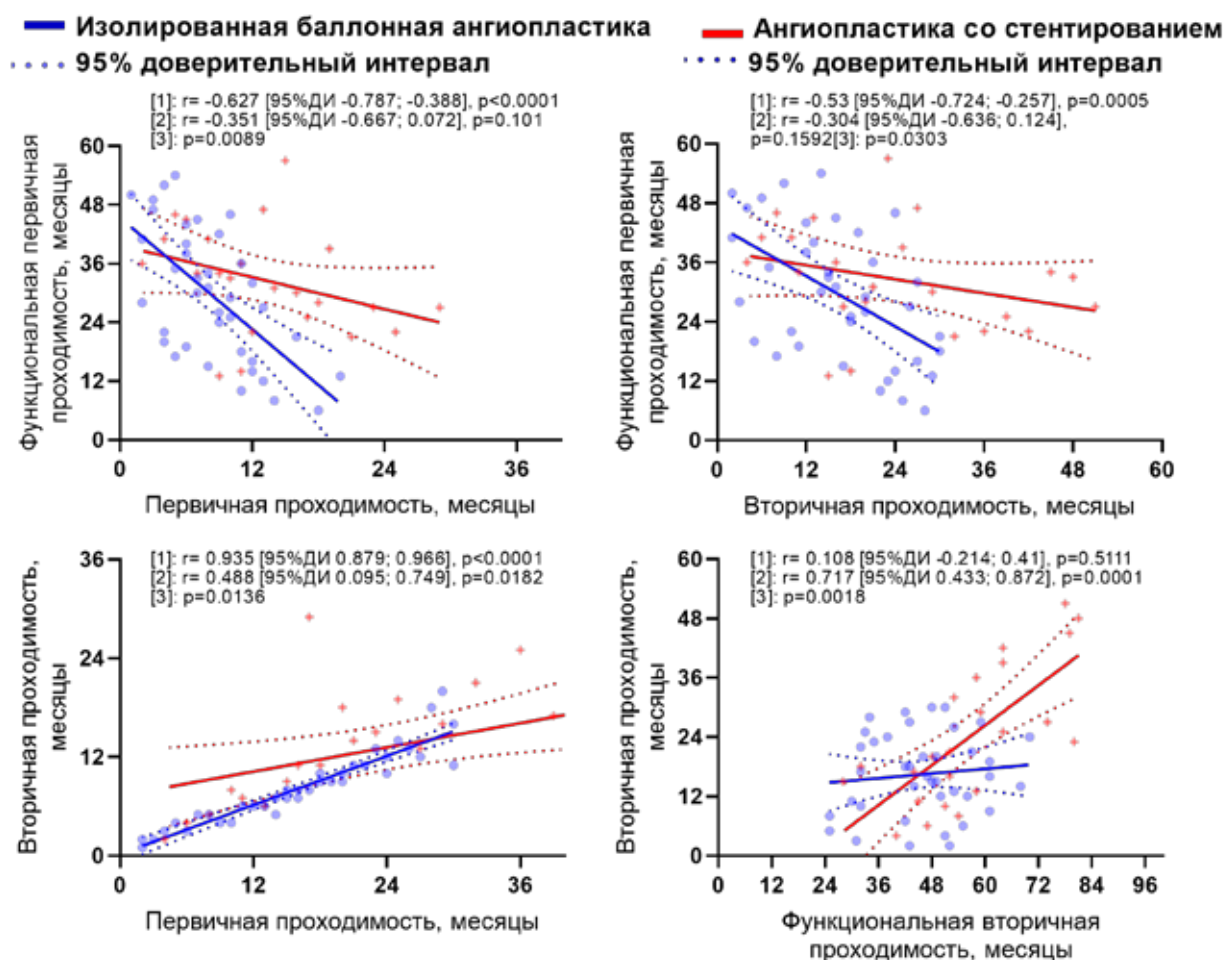 Изолированная баллонная ангиопластика
95% доверительный интервал
Ангиопластика со стентированием
95% доверительный интервал
[1]: r= -0.627 [95%ДИ -0.787; -0.388], p<0.0001
[2]: r= -0.351 [95%ДИ -0.667; 0.072], p=0.101
[3]: p=0.0089
Функциональная первичная
проходимость, месяцы
60
48
36
24
12
0
0 12 24 36
Первичная проходимость, месяцы
[1]: r= -0.53 [95%ДИ -0.724; -0.257], p=0.0005
[2]: r= -0.304 [95%ДИ -0.636; 0.124],
p=0.1592[3]: p=0.0303
Функциональная первичная
проходимость, месяцы
60
48
36
24
12
0
0 12 24 36 48 60
Вторичная проходимость, месяцы
[1]: r= 0.935 [95%ДИ 0.879; 0.966], p<0.0001
[2]: r= 0.488 [95%ДИ 0.095; 0.749], p=0.0182
[3]: p=0.0136
Вторичная проходимость,
месяцы
36
24
12
0
0 12 24 36
Первичная проходимость, месяцы
[1]: r= 0.108 [95%ДИ -0.214; 0.41], p=0.5111
[2]: r= 0.717 [95%ДИ 0.433; 0.872], p=0.0001
[3]: p=0.0018
Вторичная проходимость,
месяцы
60
48
36
24
12
0
0 12 24 36 48 60 72 84 96
Функциональная вторичная
проходимость, месяцы